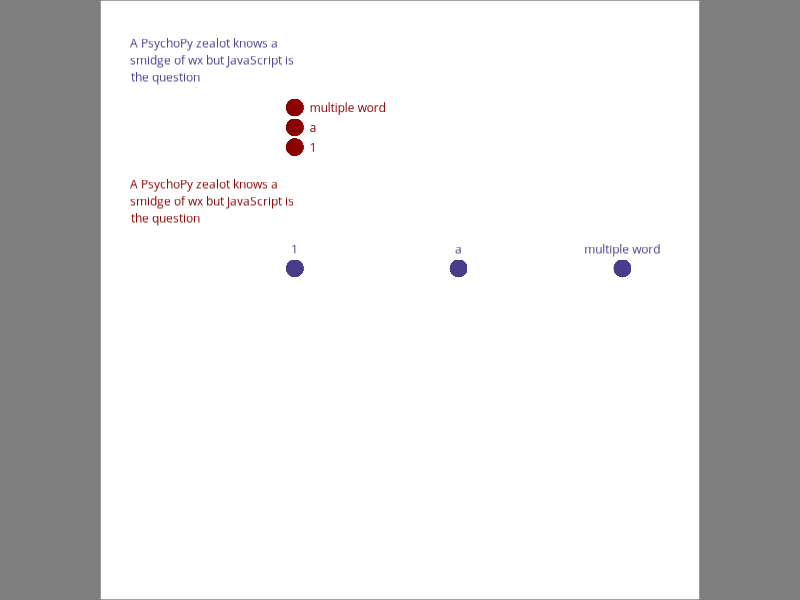 A PsychoPy zealot knows a
smidge of wx but JavaScript is
the question
multiple word
a
1
A PsychoPy zealot knows a
smidge of wx but JavaScript is
the question
1 a multiple word